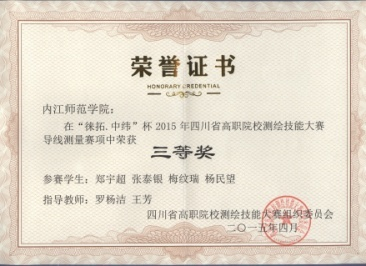 荣誉证书
HONORARY CREDENTIAL
内江师范学院：
在“徕拓.中纬”杯2015年四川省高职院校测绘技能大赛
导线测量赛项中荣获
三等奖
参赛学生：郑宇超 张泰银 梅纹瑞 杨民望
指导教师：罗杨洁 王芳
四川省高职院校测绘技能大赛组织委员会
二〇一五年四月